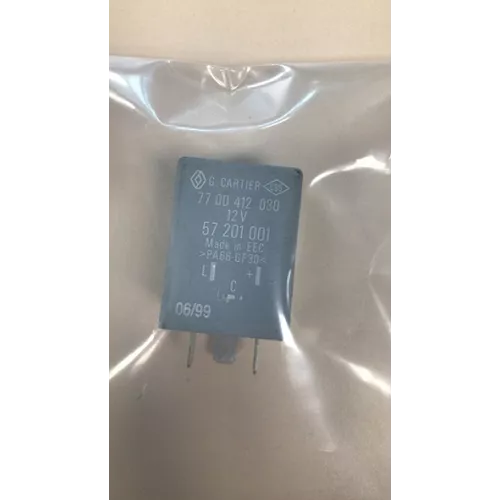 G. CARTIER
77 00 412 030
12V
57 201 001
Made in EEC
>PA66-GF30<
L +
C
06/99